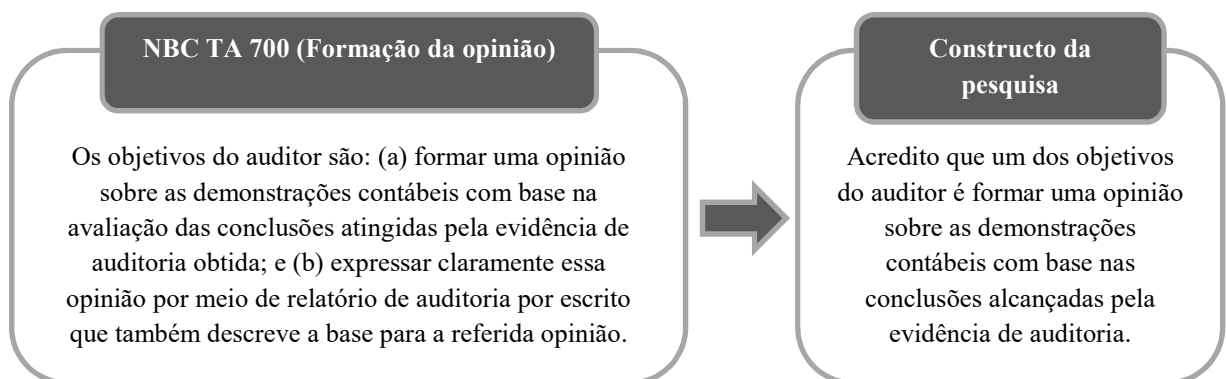 NBC TA 700 (Formação da opinião)
Os objetivos do auditor são: (a) formar uma opinião
sobre as demonstrações contábeis com base na
avaliação das conclusões atingidas pela evidência de
auditoria obtida; e (b) expressar claramente essa
opinião por meio de relatório de auditoria por escrito
que também descreve a base para a referida opinião.
Constructo da
pesquisa
Acredito que um dos objetivos
do auditor é formar uma opinião
sobre as demonstrações
contábeis com base nas
conclusões alcançadas pela
evidência de auditoria.